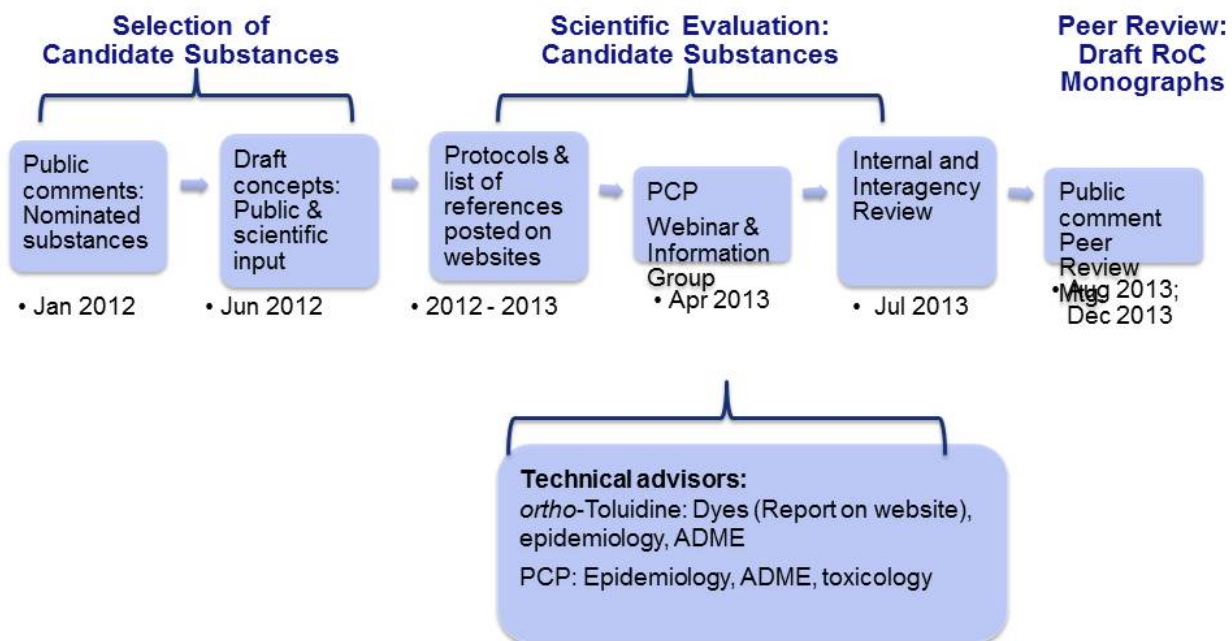 Selection of
Candidate Substances
Scientific Evaluation:
Candidate Substances
Peer Review:
Draft RoC
Monographs
Public
comments:
Nominated
substances
• Jan 2012
Draft
concepts:
Public &
scientific
input
• Jun 2012
Protocols &
list of
references
posted on
websites
• 2012 - 2013
PCP
Webinar &
Information
Group
• Apr 2013
Internal and
Interagency
Review
• Jul 2013
Public
comment
Peer
Review
Mtg.
• Aug 2013;
Dec 2013
Technical advisors:
ortho-Toluidine: Dyes (Report on website),
epidemiology, ADME
PCP: Epidemiology, ADME, toxicology